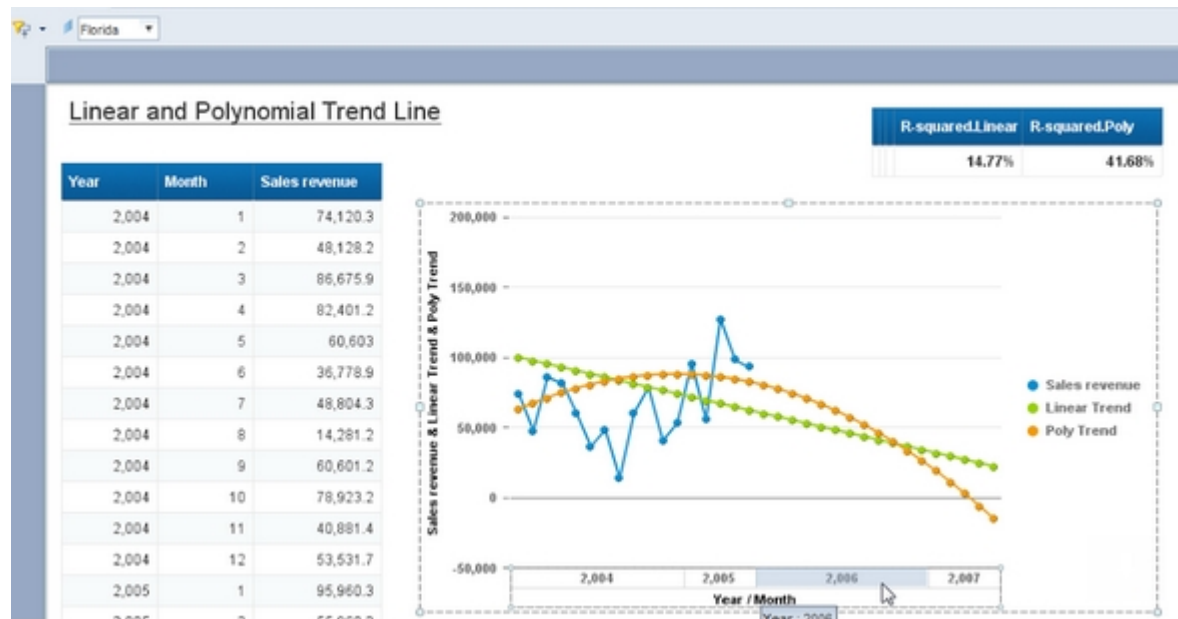 Florida
Linear and Polynomial Trend Line
R-squared.Linear R-squared.Poly
14.77% 41.68%
Year Month Sales revenue
2,004 1 74,120.3
2,004 2 48,128.2
2,004 3 86,675.9
2,004 4 82,401.2
2,004 5 60,603
2,004 6 36,778.9
2,004 7 48,804.3
2,004 8 14,281.2
2,004 9 60,601.2
2,004 10 78,923.2
2,004 11 40,881.4
2,004 12 53,531.7
2,005 1 95,960.3
Sales revenue & Linear Trend & Poly Trend
200,000
150,000
100,000
50,000
0
-50,000
2,004 2,005 2,006 2,007
Year / Month
Year : 2006
Sales revenue
Linear Trend
Poly Trend